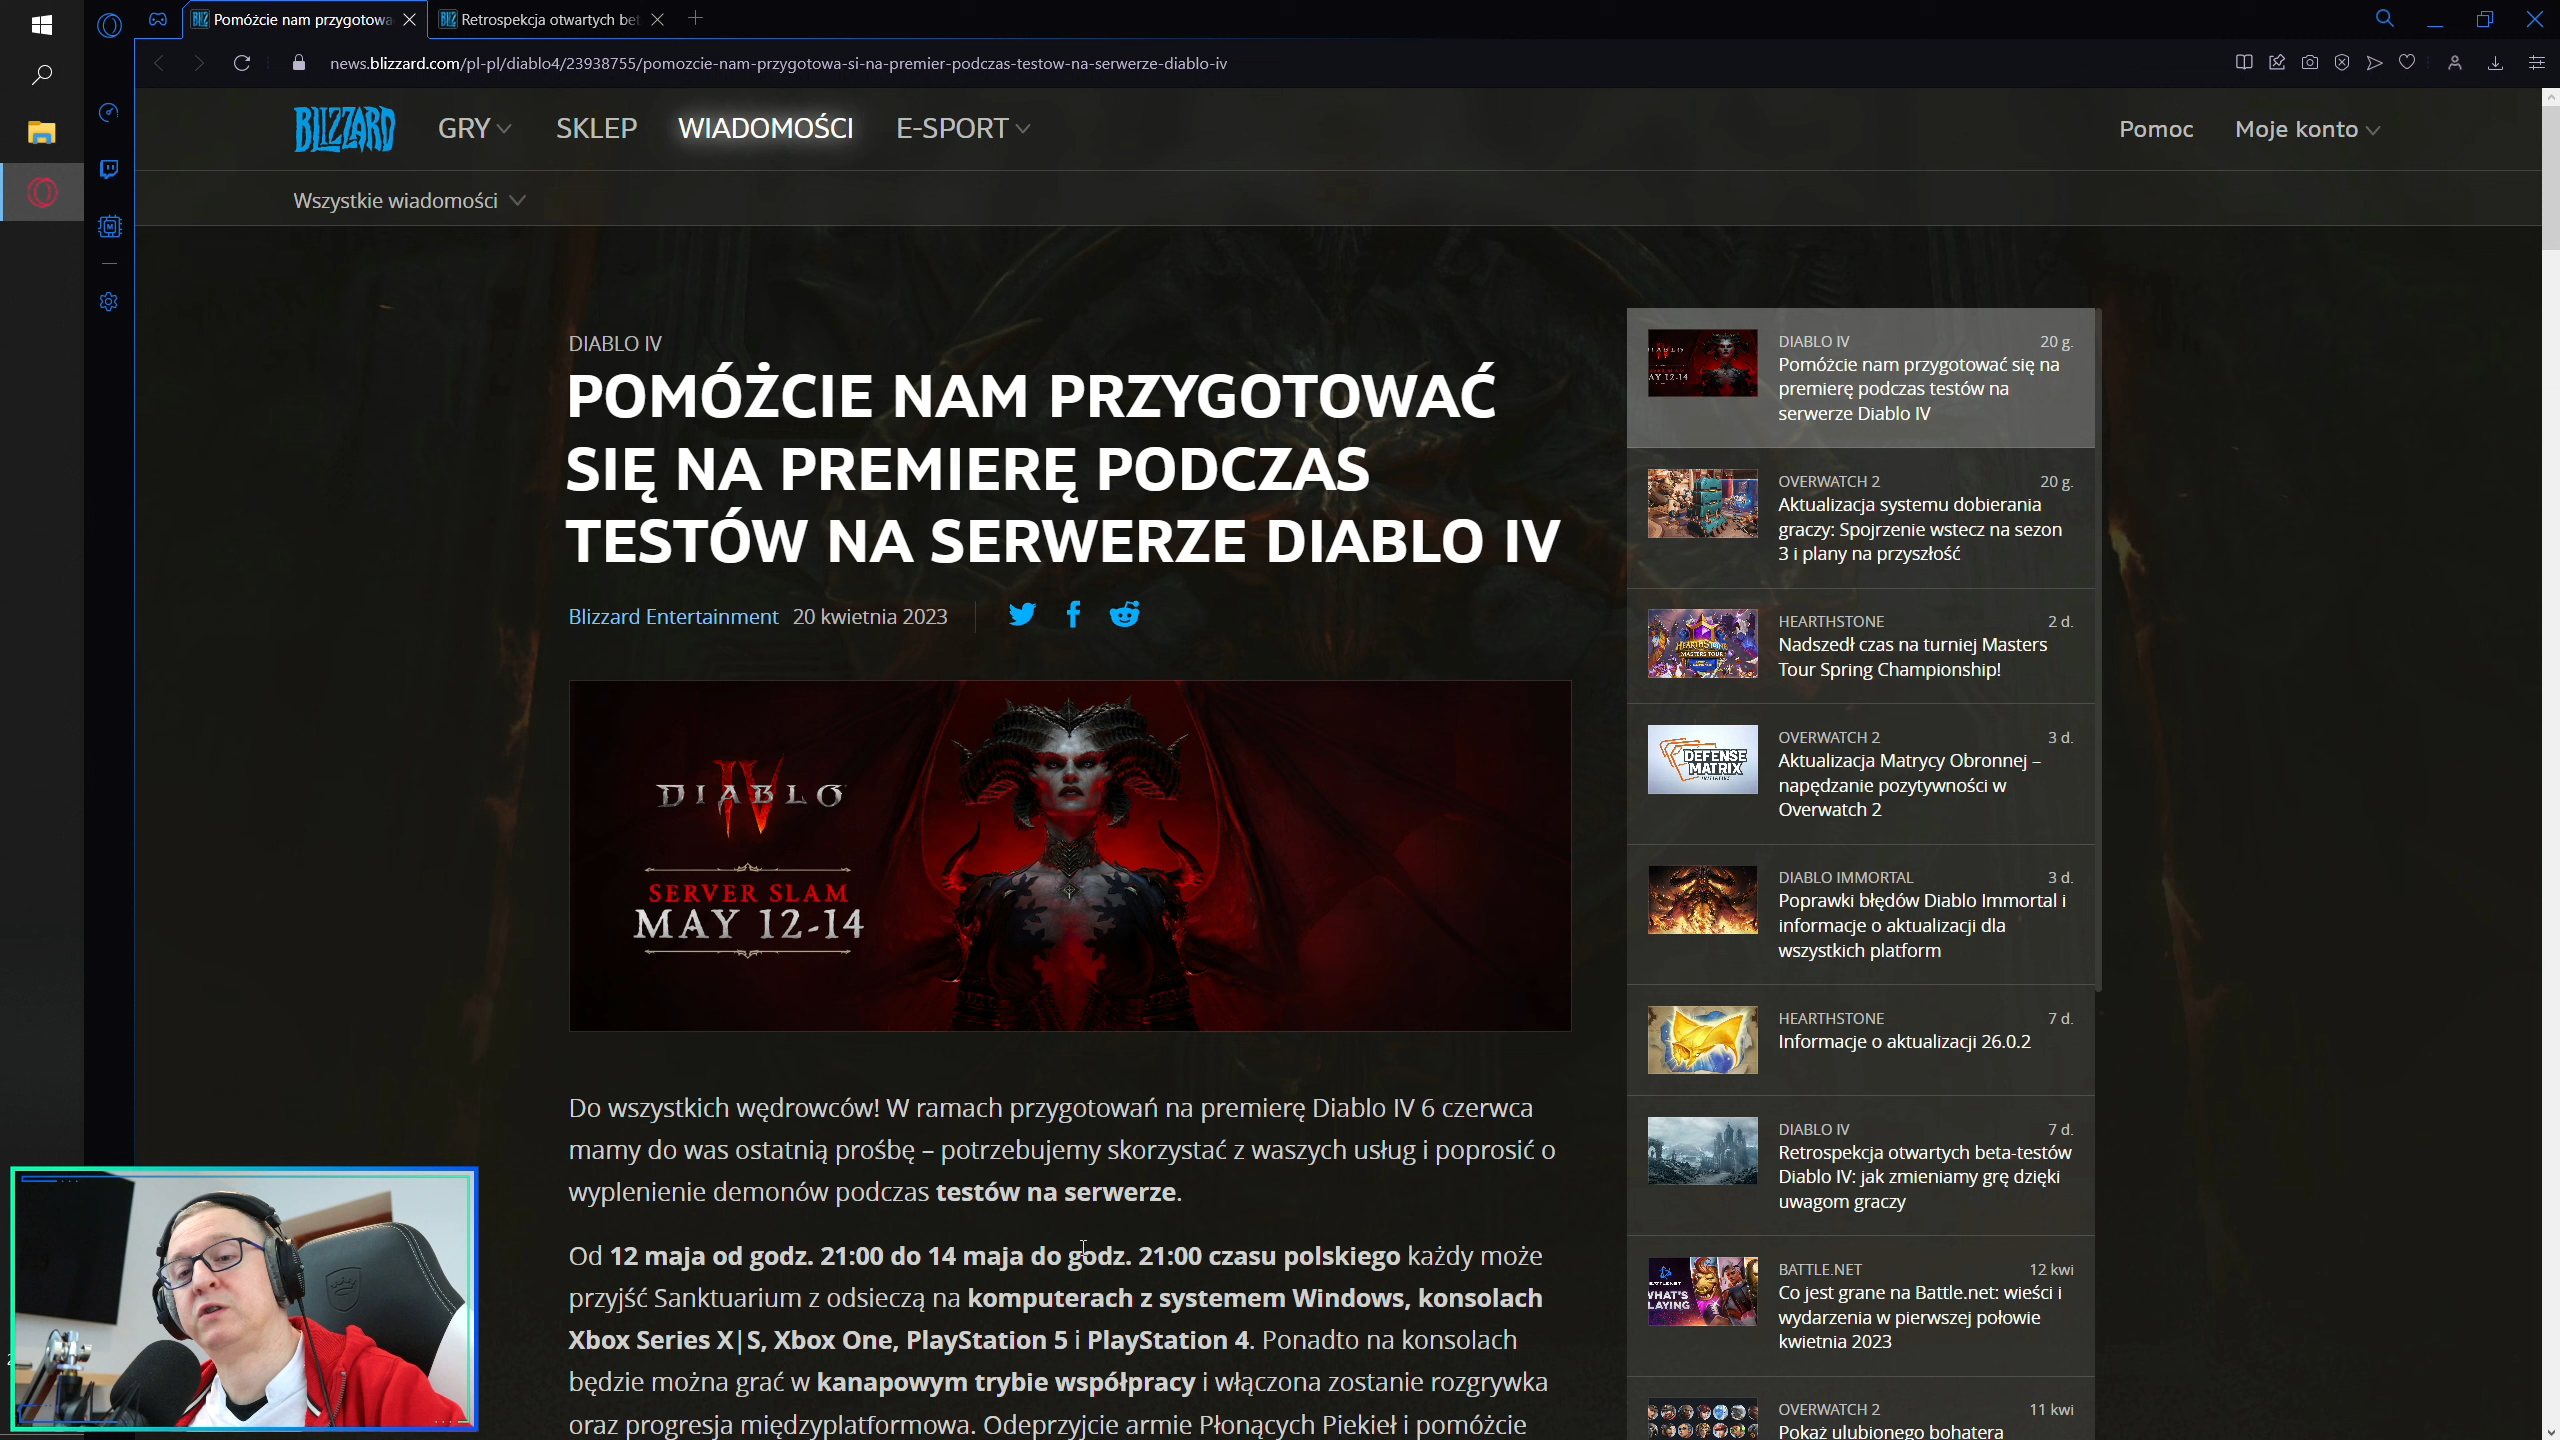 Pomóżcie nam przygotowa
Retrospekcja otwartych bet
news.blizzard.com/pl-pl/diablo4/23938755/pomozcie-nam-przygotowa-si-na-premier-podczas-testow-na-serwerze-diablo-iv
BLIZZARD
GRY
SKLEP
WIADOMOŚCI
E-SPORT
Pomoc
Moje konto
Wszystkie wiadomości
DIABLO IV
POMÓŻCIE NAM PRZYGOTOWAĆ
SIĘ NA PREMIERĘ PODCZAS
TESTÓW NA SERWERZE DIABLO IV
Blizzard Entertainment 20 kwietnia 2023
DIABLO IV
SERVER SLAM
MAY 12-14
Do wszystkich wędrowców! W ramach przygotowań na premierę Diablo IV 6 czerwca
mamy do was ostatnią prośbę – potrzebujemy skorzystać z waszych usług i poprosić o
wyplenienie demonów podczas testów na serwerze.
Od 12 maja od godz. 21:00 do 14 maja do godz. 21:00 czasu polskiego każdy może
przyjść Sanktuarium z odsieczą na komputerach z systemem Windows, konsolach
Xbox Series X|S, Xbox One, PlayStation 5 i PlayStation 4. Ponadto na konsolach
będzie można grać w kanapowym trybie współpracy i włączona zostanie rozgrywka
oraz progresja międzyplatformowa. Odeprzyjcie armie Płonących Piekieł i pomóżcie
DIABLO IV 20 g.
Pomóżcie nam przygotować się na
premierę podczas testów na
serwerze Diablo IV
OVERWATCH 2 20 g.
Aktualizacja systemu dobierania
graczy: Spojrzenie wstecz na sezon
3 i plany na przyszłość
HEARTHSTONE 2 d.
Nadszedł czas na turniej Masters
Tour Spring Championship!
HEARTHSTONE
MASTERS TOUR
OVERWATCH 2 3 d.
Aktualizacja Matrycy Obronnej –
napędzanie pozytywności w
Overwatch 2
DEFENSE
MATRIX
INITIATIVE
DIABLO IMMORTAL 3 d.
Poprawki błędów Diablo Immortal i
informacje o aktualizacji dla
wszystkich platform
HEARTHSTONE 7 d.
Informacje o aktualizacji 26.0.2
DIABLO IV 7 d.
Retrospekcja otwartych beta-testów
Diablo IV: jak zmieniamy grę dzięki
uwagom graczy
BATTLE.NET 12 kwi
Co jest grane na Battle.net: wieści i
wydarzenia w pierwszej połowie
kwietnia 2023
WHAT'S
LAYING
OVERWATCH 2 11 kwi
Pokaż ulubionego bohatera